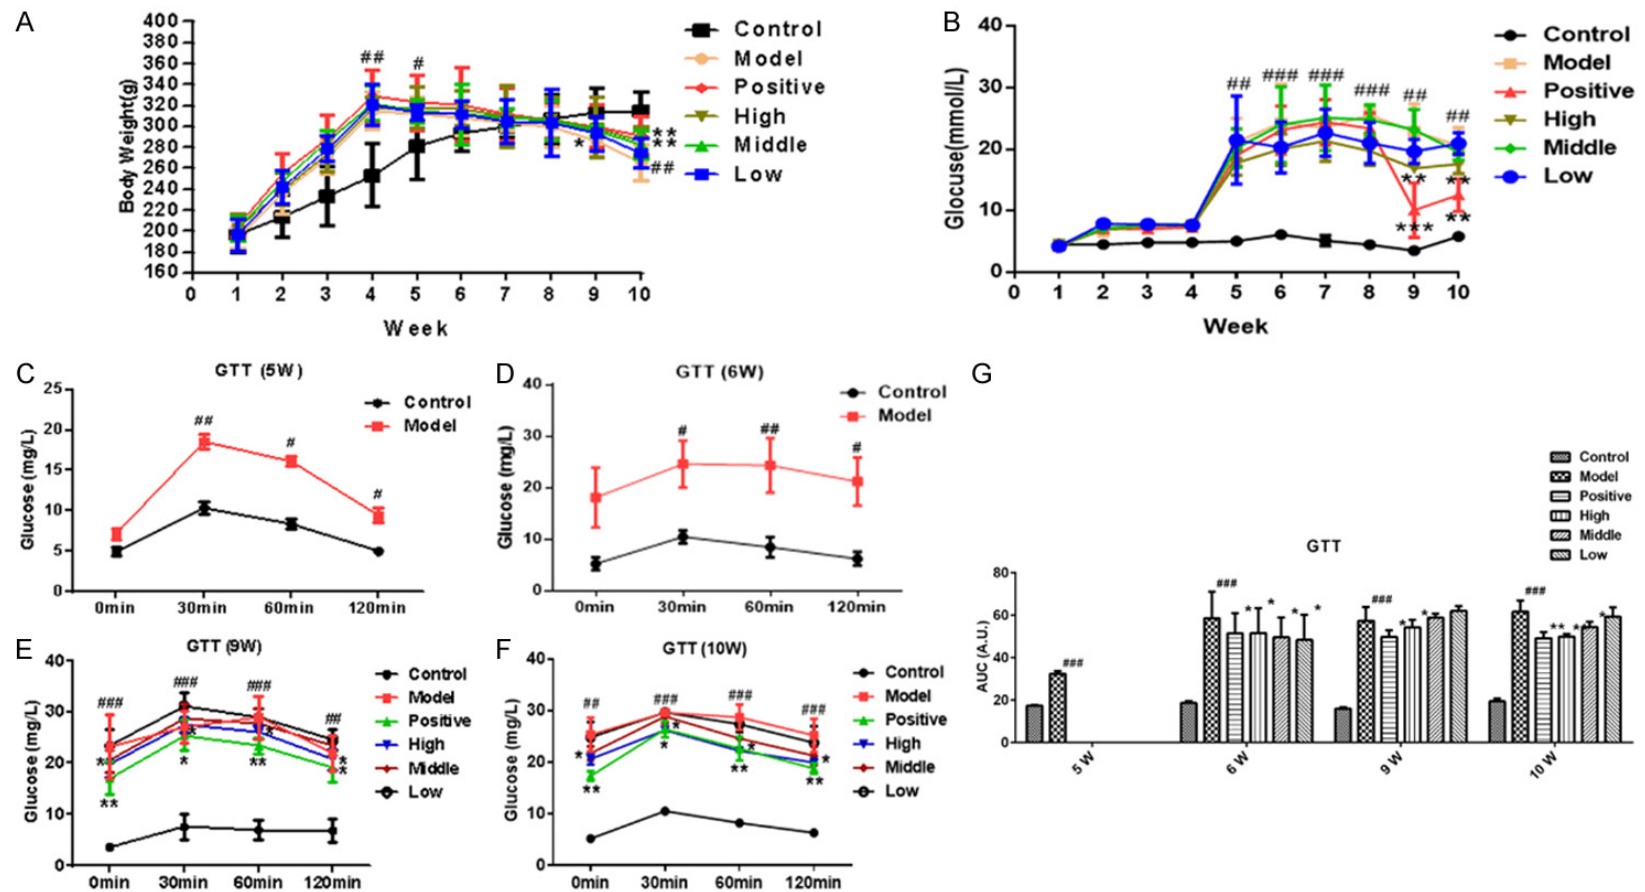 A
400
380
360
340
320
300
280
260
240
220
200
180
160
Body Weight(g)
##
#
*
**
**
##
0 1 2 3 4 5 6 7 8 9 10
Week
Control
Model
Positive
High
Middle
Low
B
40
30
20
10
0
Glocuse(mmol/L)
## ### ### ### ## ##
** **
*** **
0 1 2 3 4 5 6 7 8 9 10
Week
Control
Model
Positive
High
Middle
Low
C
GTT (5W)
25
20
15
10
5
0
Glucose (mg/L)
## # #
0min 30min 60min 120min
Control
Model
D
GTT (6W)
40
30
20
10
0
Glucose (mg/L)
# ## #
0min 30min 60min 120min
Control
Model
E
GTT (9W)
40
30
20
10
0
Glucose (mg/L)
### ### ### ##
* * * *
** * ** *
0min 30min 60min 120min
Control
Model
Positive
High
Middle
Low
F
GTT (10W)
40
30
20
10
0
Glucose (mg/L)
## ### ### ###
* * * *
** * ** **
0min 30min 60min 120min
Control
Model
Positive
High
Middle
Low
G
Control
Model
Positive
High
Middle
Low
GTT
80
60
40
20
0
AUC (A.U.)
###
### * * * *
### * *
### ** * *
5 W 6 W 9 W 10 W